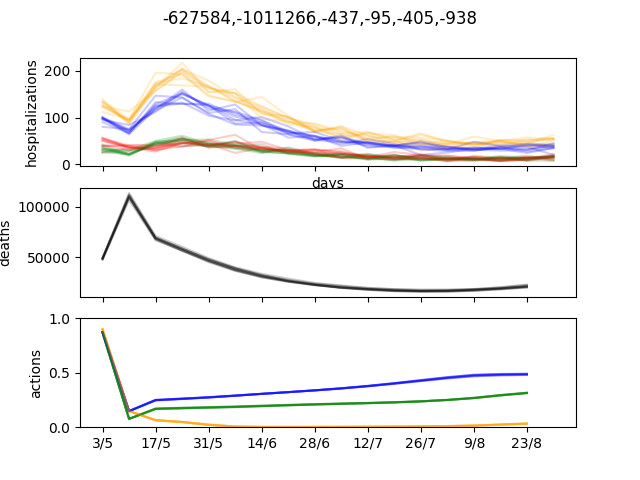 -627584,-1011266,-437,-95,-405,-938
hospitalizations
200
100
0
days
deaths
100000
50000
actions
1.0
0.5
0.0
3/5 17/5 31/5 14/6 28/6 12/7 26/7 9/8 23/8